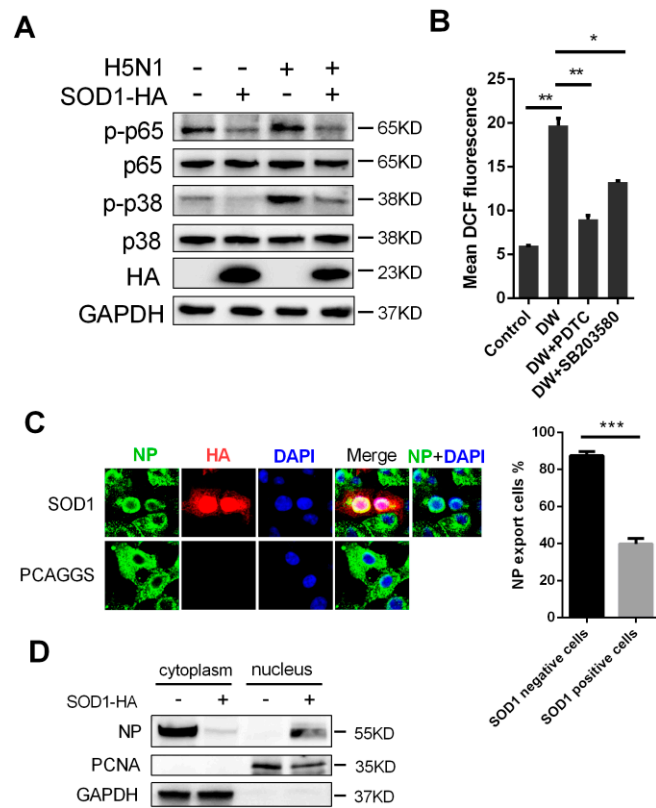 A
H5N1 - - + +
SOD1-HA - + - +
p-p65 65KD
p65 65KD
p-p38 38KD
p38 38KD
HA 23KD
GAPDH 37KD
B
Mean DCF fluorescence
25
20
15
10
5
0
* 
**
**
Control
DW
DW+PDTC
DW+SB203580
C
NP HA DAPI Merge NP+DAPI
SOD1
PCAGGS
NP export cells %
100
80
60
40
20
0
***
SOD1 negative cells
SOD1 positive cells
D
cytoplasm nucleus
SOD1-HA - + - +
NP 55KD
PCNA 35KD
GAPDH 37KD